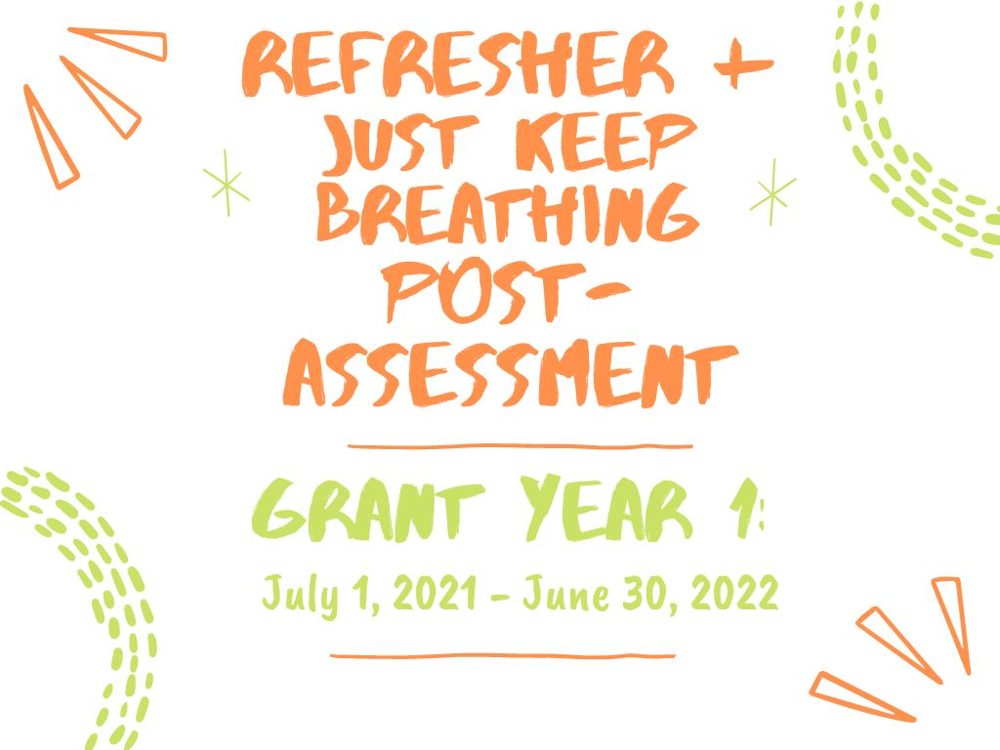 REFRESHER +
JUST KEEP
BREATHING
POST-
ASSESSMENT
GRANT YEAR 1:
July 1, 2021 – June 30, 2022